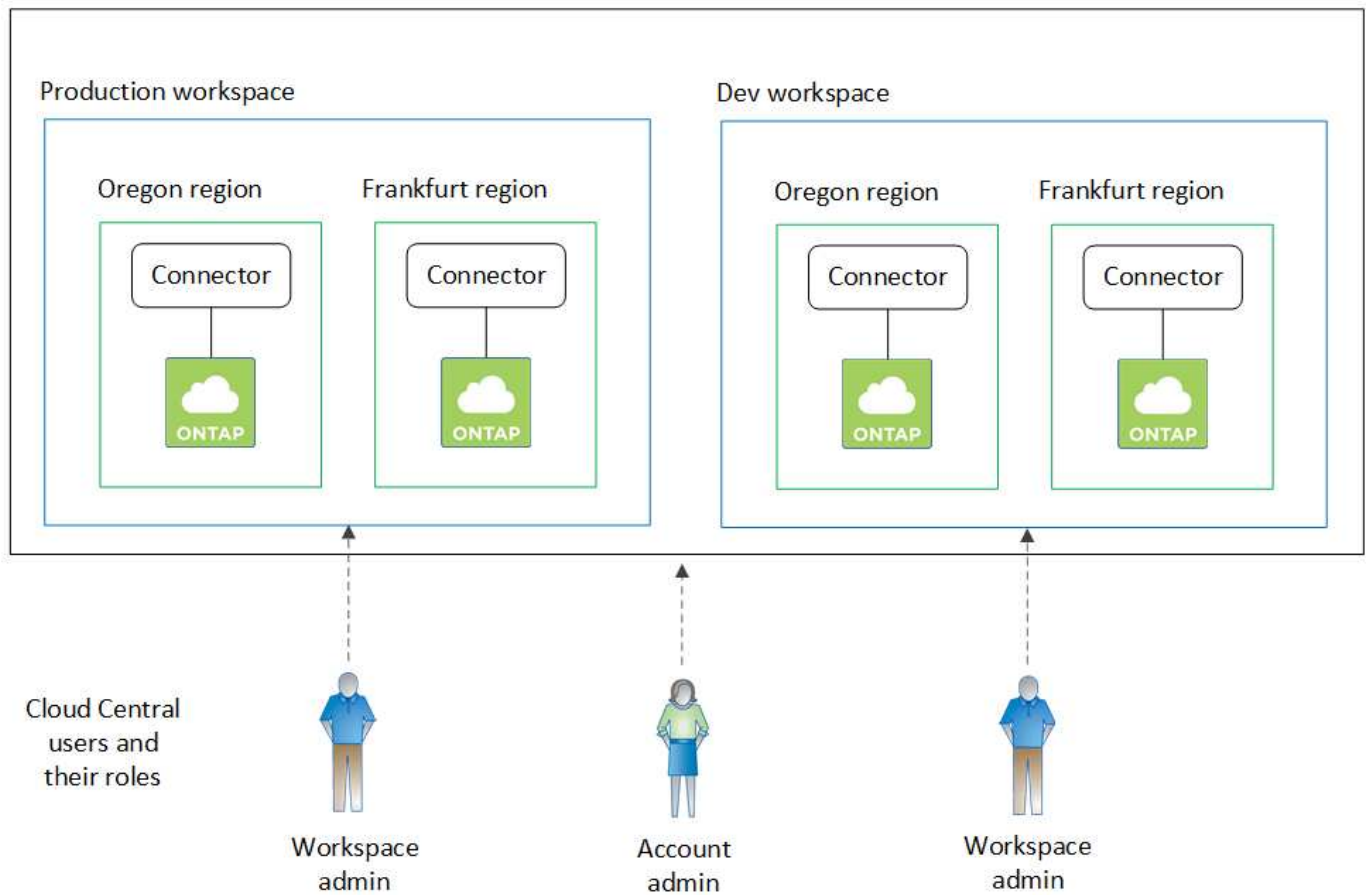 Production workspace
Dev workspace
Oregon region
Frankfurt region
Oregon region
Frankfurt region
Connector
Connector
Connector
Connector
ONTAP
ONTAP
ONTAP
ONTAP
Cloud Central
users and
their roles
Workspace
admin
Account
admin
Workspace
admin